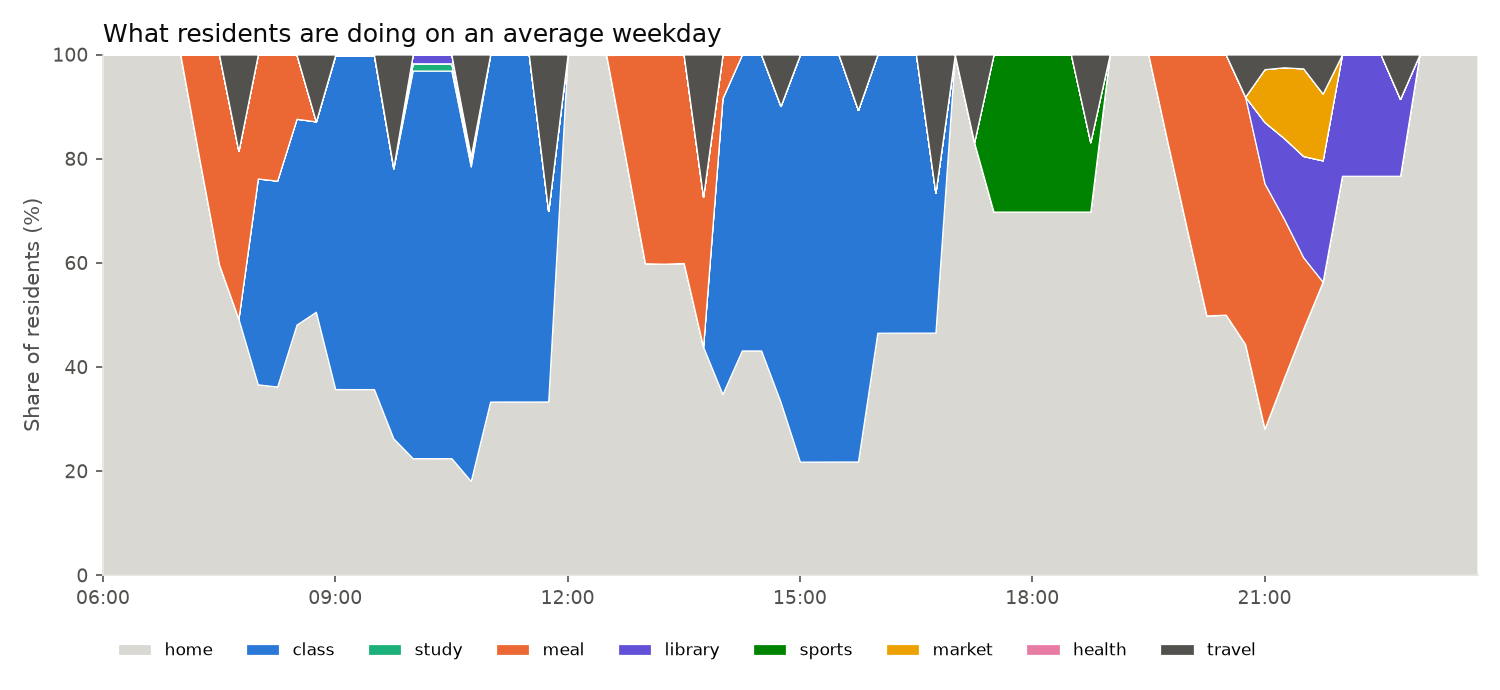 What residents are doing on an average weekday
Share of residents (%)
100
80
60
40
20
0
06:00 09:00 12:00 15:00 18:00 21:00
home class study meal library sports market health travel